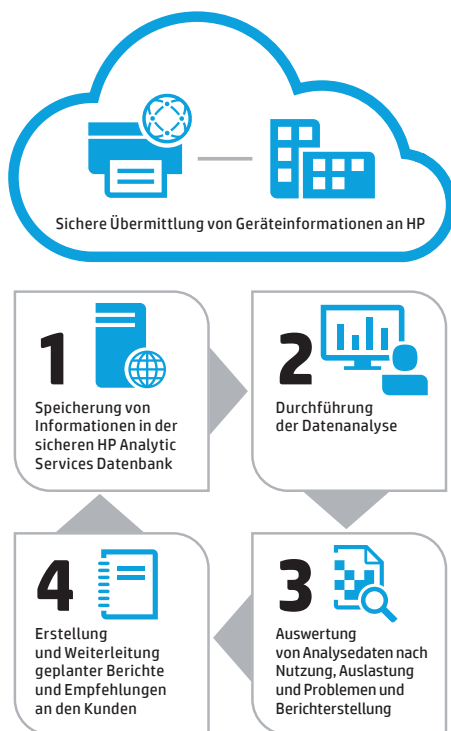 Sichere Übermittlung von Geräteinformationen an HP
1
Speicherung von
Informationen in der
sicheren HP Analytic
Services Datenbank
2
Durchführung
der Datenanalyse
3
Auswertung
von Analysedaten nach
Nutzung, Auslastung
und Problemen und
Berichterstellung
4
Erstellung
und Weiterleitung
geplanter Berichte
und Empfehlungen
an den Kunden